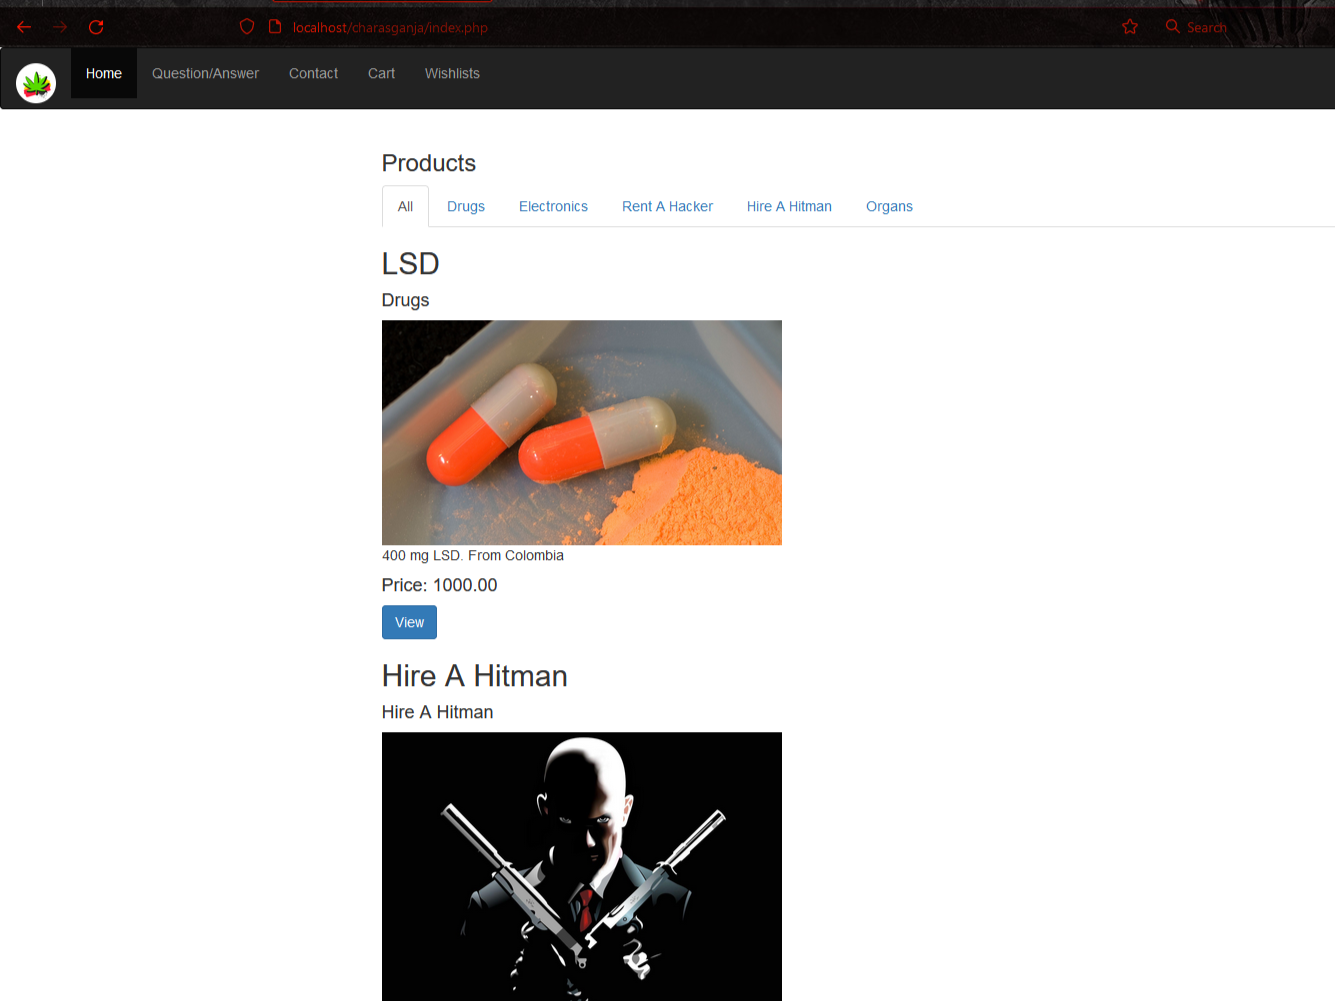 localhost/charasganja/index.php
Search
Home Question/Answer Contact Cart Wishlists
Products
All Drugs Electronics Rent A Hacker Hire A Hitman Organs
LSD
Drugs
400 mg LSD. From Colombia
Price: 1000.00
View
Hire A Hitman
Hire A Hitman